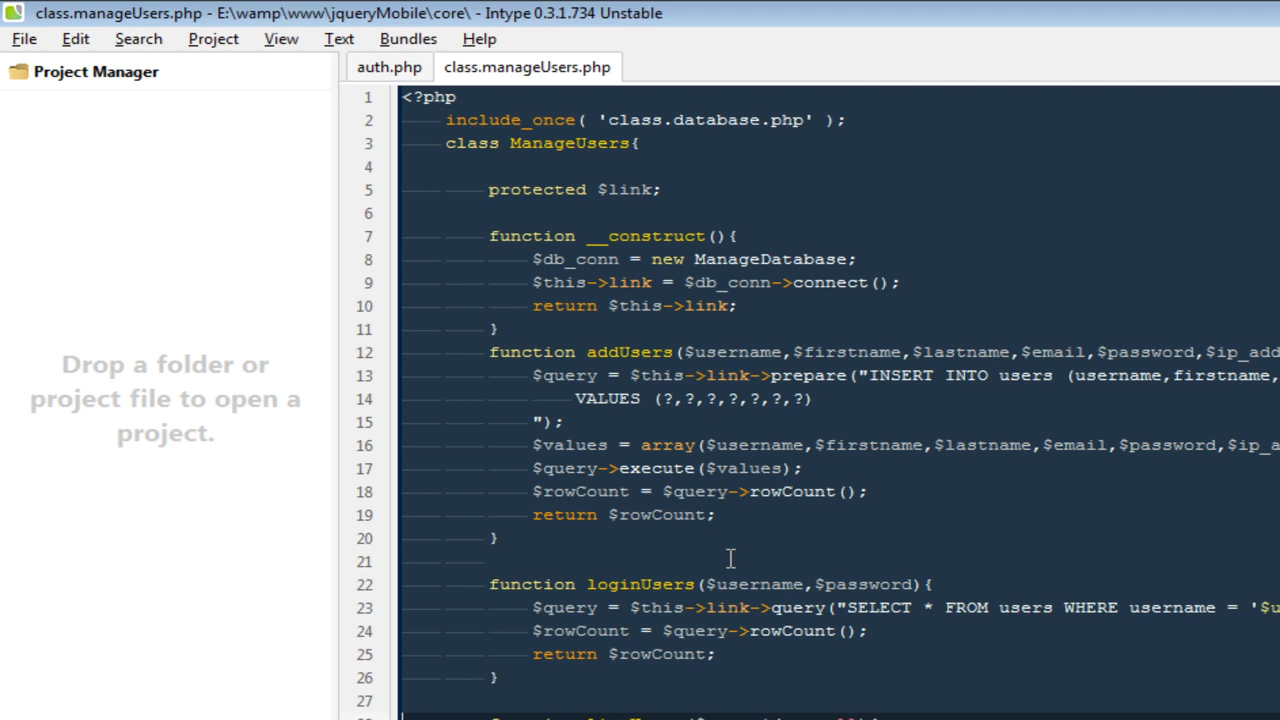 class.manageUsers.php - E:\wamp\www\jqueryMobile\core\ - Intype 0.3.1.734 Unstable
File Edit Search Project View Text Bundles Help
Project Manager
auth.php class.manageUsers.php
Drop a folder or
project file to open a
project.
1 <?php
2 include_once( 'class.database.php' );
3 class ManageUsers{
4
5 protected $link;
6
7 function __construct(){
8 $db_conn = new ManageDatabase;
9 $this->link = $db_conn->connect();
10 return $this->link;
11 }
12 function addUsers($username,$firstname,$lastname,$email,$password,$ip_add
13 $query = $this->link->prepare("INSERT INTO users (username,firstname,
14 VALUES (?,?,?,?,?,?,?)
15 ");
16 $values = array($username,$firstname,$lastname,$email,$password,$ip_a
17 $query->execute($values);
18 $rowCount = $query->rowCount();
19 return $rowCount;
20 }
21
22 function loginUsers($username,$password){
23 $query = $this->link->query("SELECT * FROM users WHERE username = '$u
24 $rowCount = $query->rowCount();
25 return $rowCount;
26 }
27